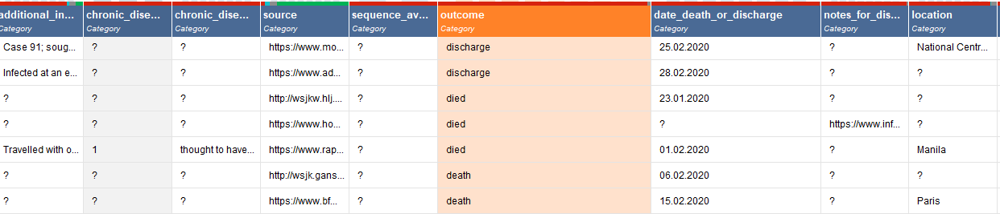 additional_in... chronic_dise... chronic_dise... source sequence_av... outcome date_death_or_discharge notes_for_dis... location
Category Category Category Category Category Category Category Category Category
Case 91; soug... ? ? https://www.mo... ? discharge 25.02.2020 ? National Centr...
Infected at an e... ? ? https://www.ad... ? discharge 28.02.2020 ? ?
? ? ? http://wsjkw.hlj.... ? died 23.01.2020 ? ?
? ? ? https://www.ho... ? died ? https://www.inf... ?
Travelled with o... 1 thought to have... https://www.rap... ? died 01.02.2020 ? Manila
? ? ? http://wsjk.gans... ? death 06.02.2020 ? ?
? ? ? https://www.bf... ? death 15.02.2020 ? Paris